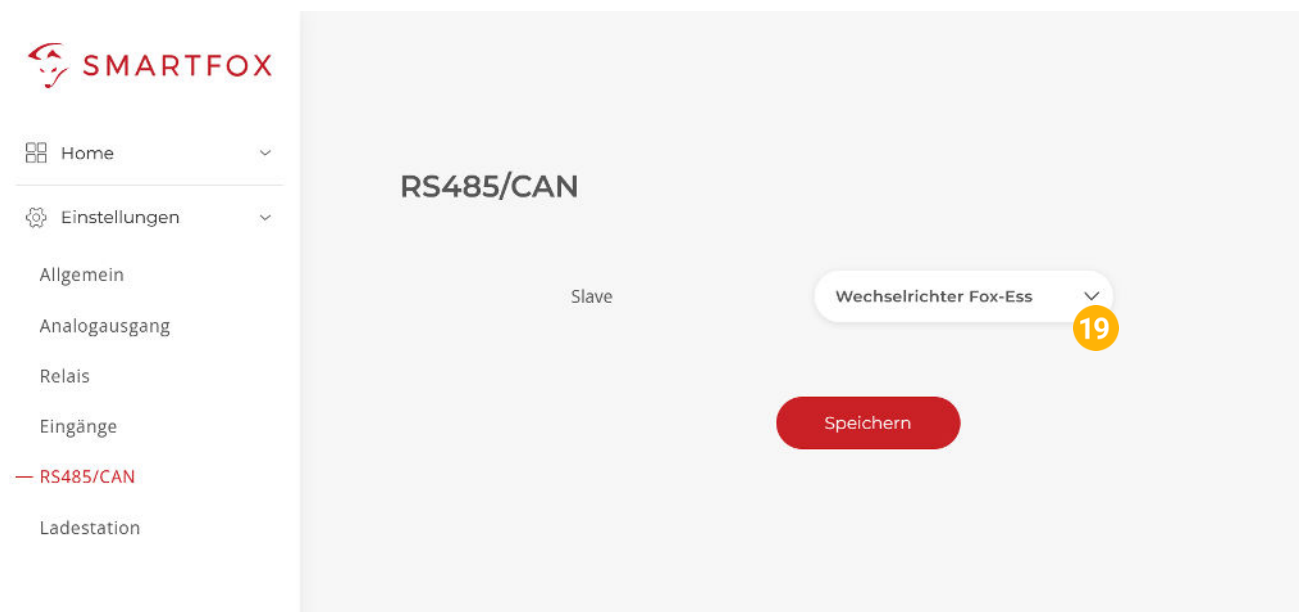 SMARTFOX
Home
Einstellungen
Allgemein
Analogausgang
Relais
Eingänge
RS485/CAN
Ladestation
RS485/CAN
Slave
Wechselrichter Fox-Ess
19
Speichern